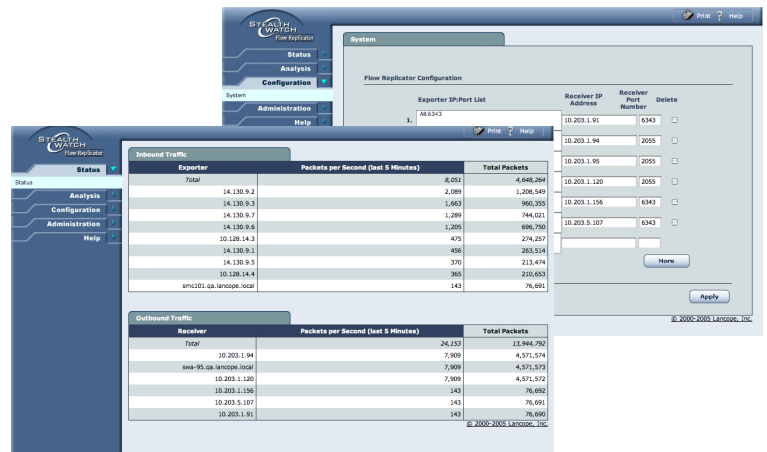 STEALTH
WATCH
Flow Replicator
Print ? Help
System
Status
Analysis
Configuration
System
Administration
Help
Flow Replicator Configuration
Exporter IP:Port List Receiver IP Address Receiver Port Number Delete
1. All:6343 10.203.1.91 6343
10.203.1.94 2055
10.203.1.95 2055
10.203.1.120 2055
10.203.1.156 6343
10.203.5.107 6343
More
Apply
© 2000-2005 Lancope, Inc.
STEALTH
WATCH
Flow Replicator
Print ? Help
Status
Status
Analysis
Configuration
Administration
Help
Inbound Traffic
Exporter Packets per Second (last 5 Minutes) Total Packets
Total 8,051 4,648,264
14.130.9.2 2,089 1,208,549
14.130.9.3 1,663 960,355
14.130.9.7 1,289 744,021
14.130.9.6 1,205 696,750
10.128.14.3 475 274,257
14.130.9.1 456 263,514
14.130.9.5 370 213,474
10.128.14.4 365 210,653
smc101.qa.lancope.local 143 76,691
Outbound Traffic
Receiver Packets per Second (last 5 Minutes) Total Packets
Total 24,153 13,944,792
10.203.1.94 7,909 4,571,574
swa-95.qa.lancope.local 7,909 4,571,573
10.203.1.120 7,909 4,571,572
10.203.1.156 143 76,692
10.203.5.107 143 76,691
10.203.1.91 143 76,690
© 2000-2005 Lancope, Inc.